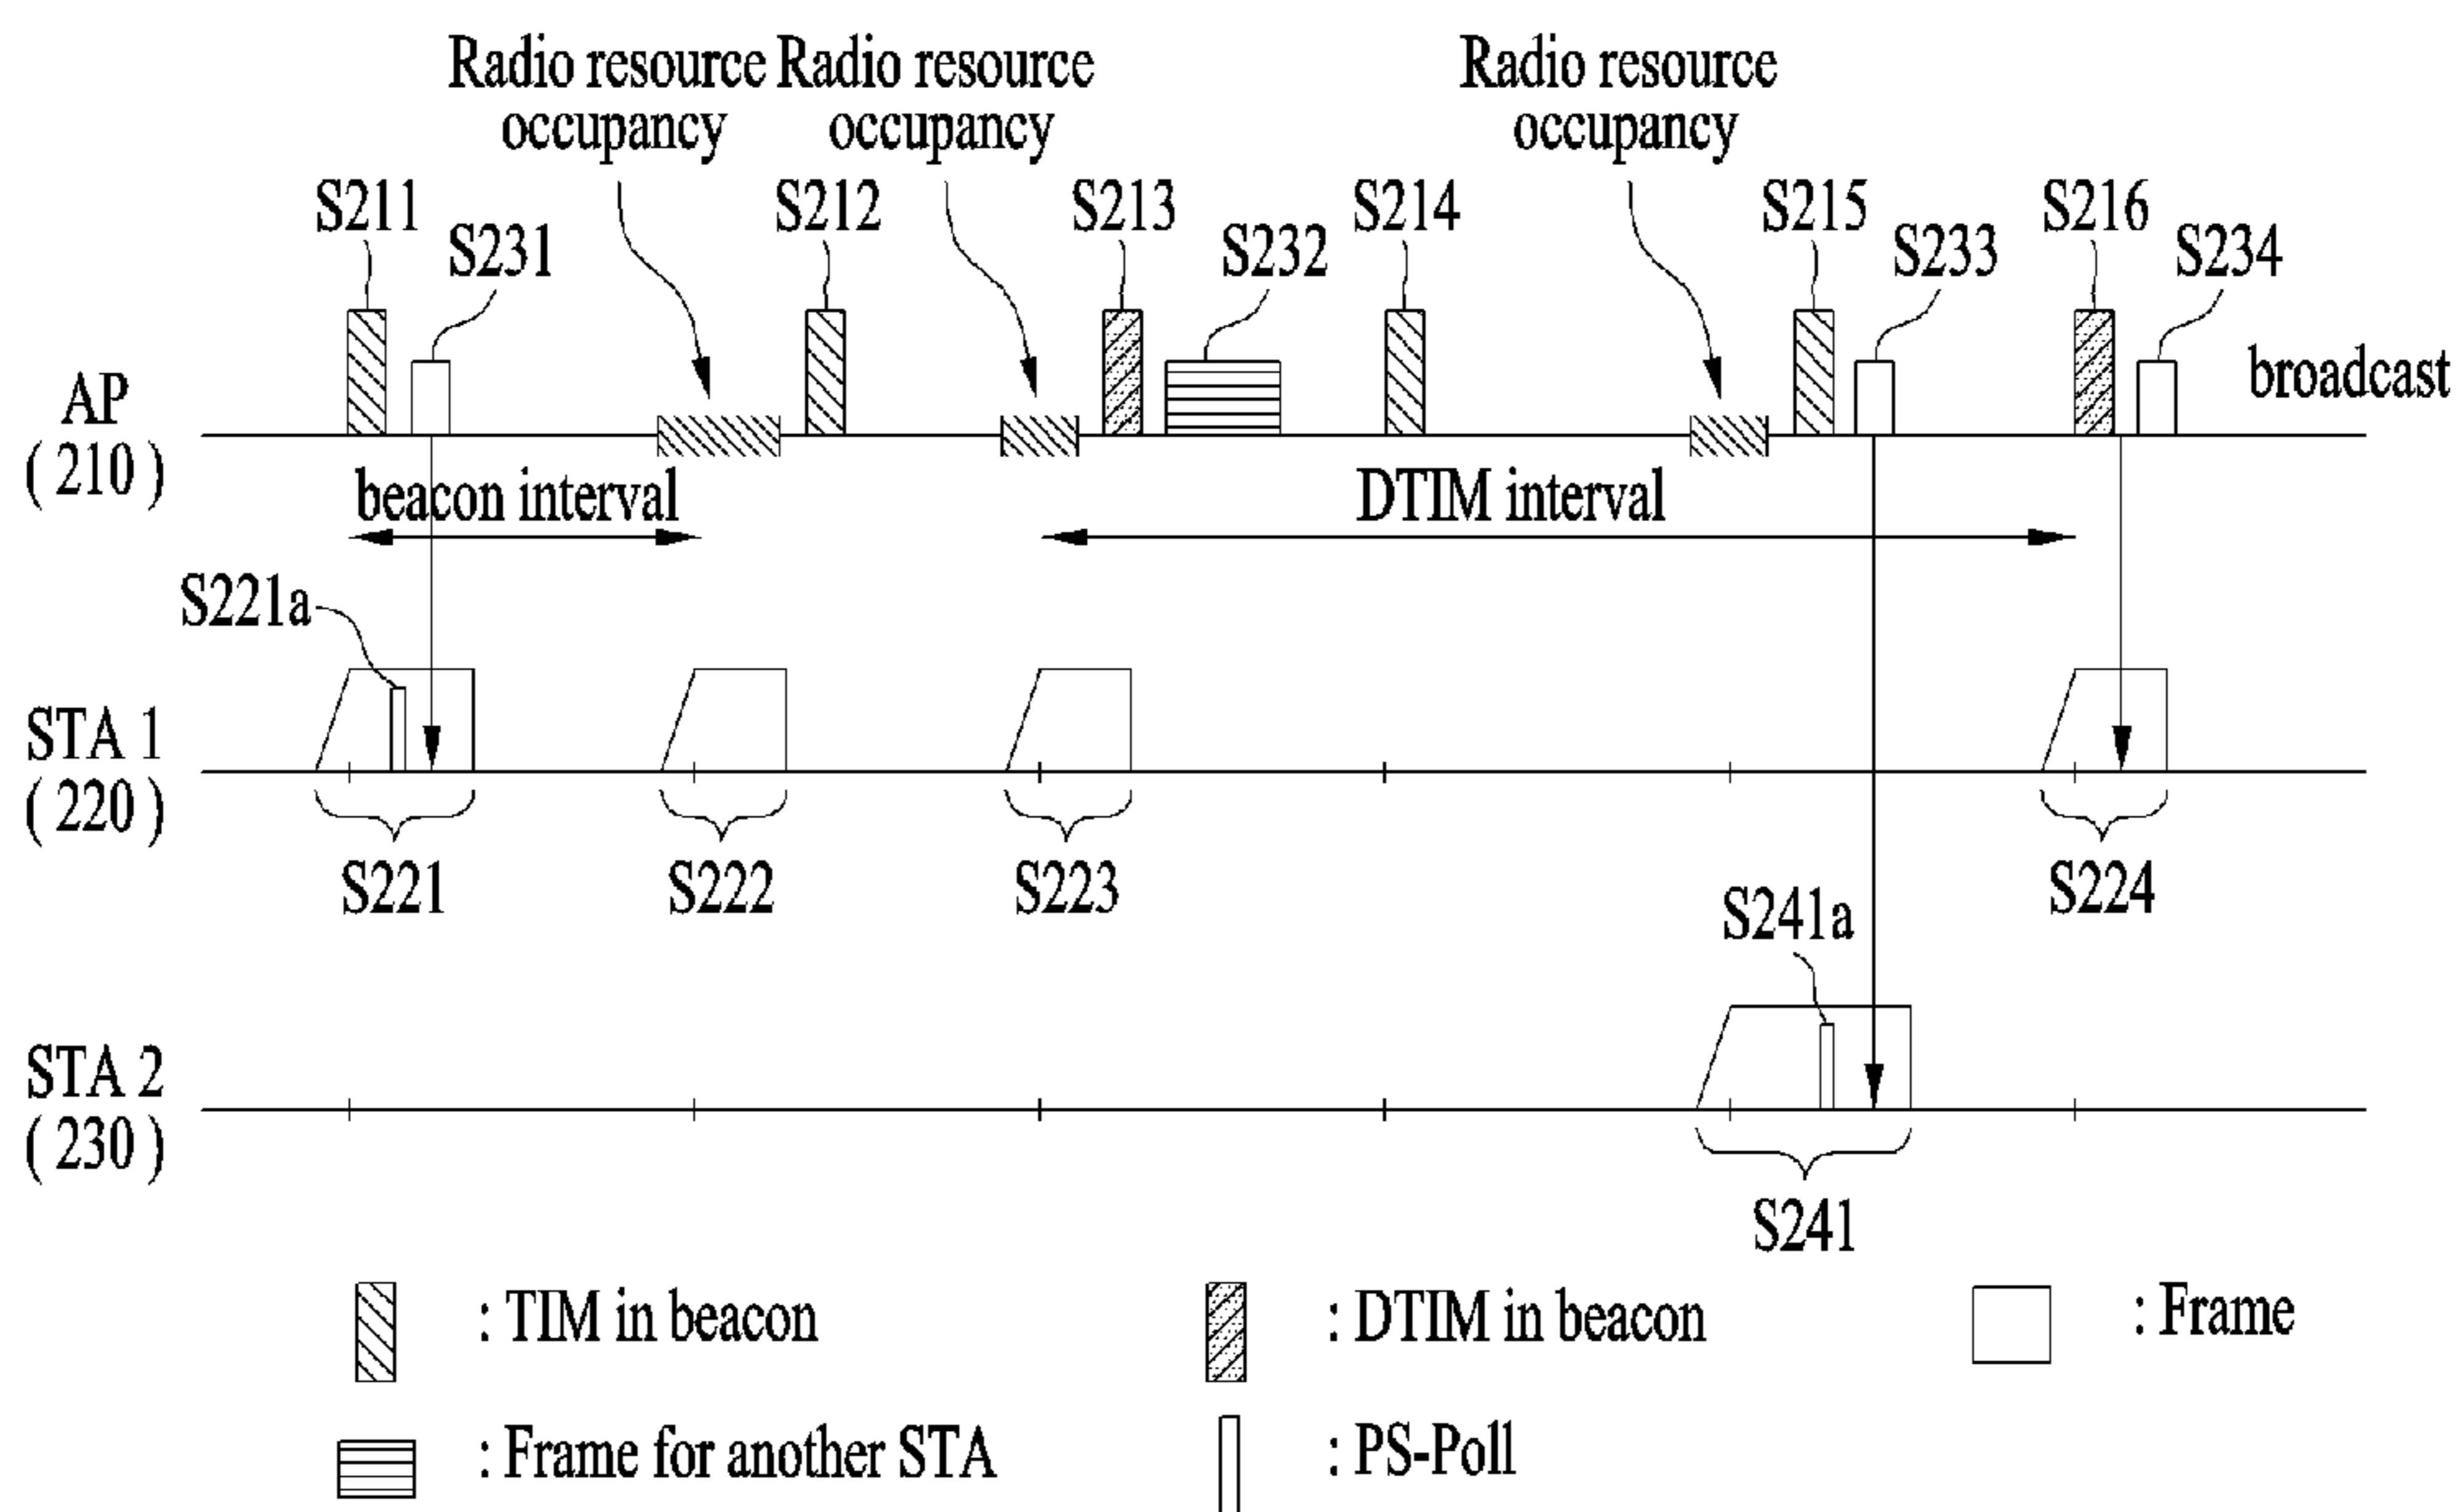 Radio resource occupancy
Radio resource occupancy
Radio resource occupancy
S211
S231
S212
S213
S232
S214
S215
S233
S216
S234
broadcast
AP
( 210 )
beacon interval
DTIM interval
S221a
STA 1
( 220 )
S221
S222
S223
S224
S241a
STA 2
( 230 )
S241
: TIM in beacon
: DTIM in beacon
: Frame
: Frame for another STA
: PS-Poll